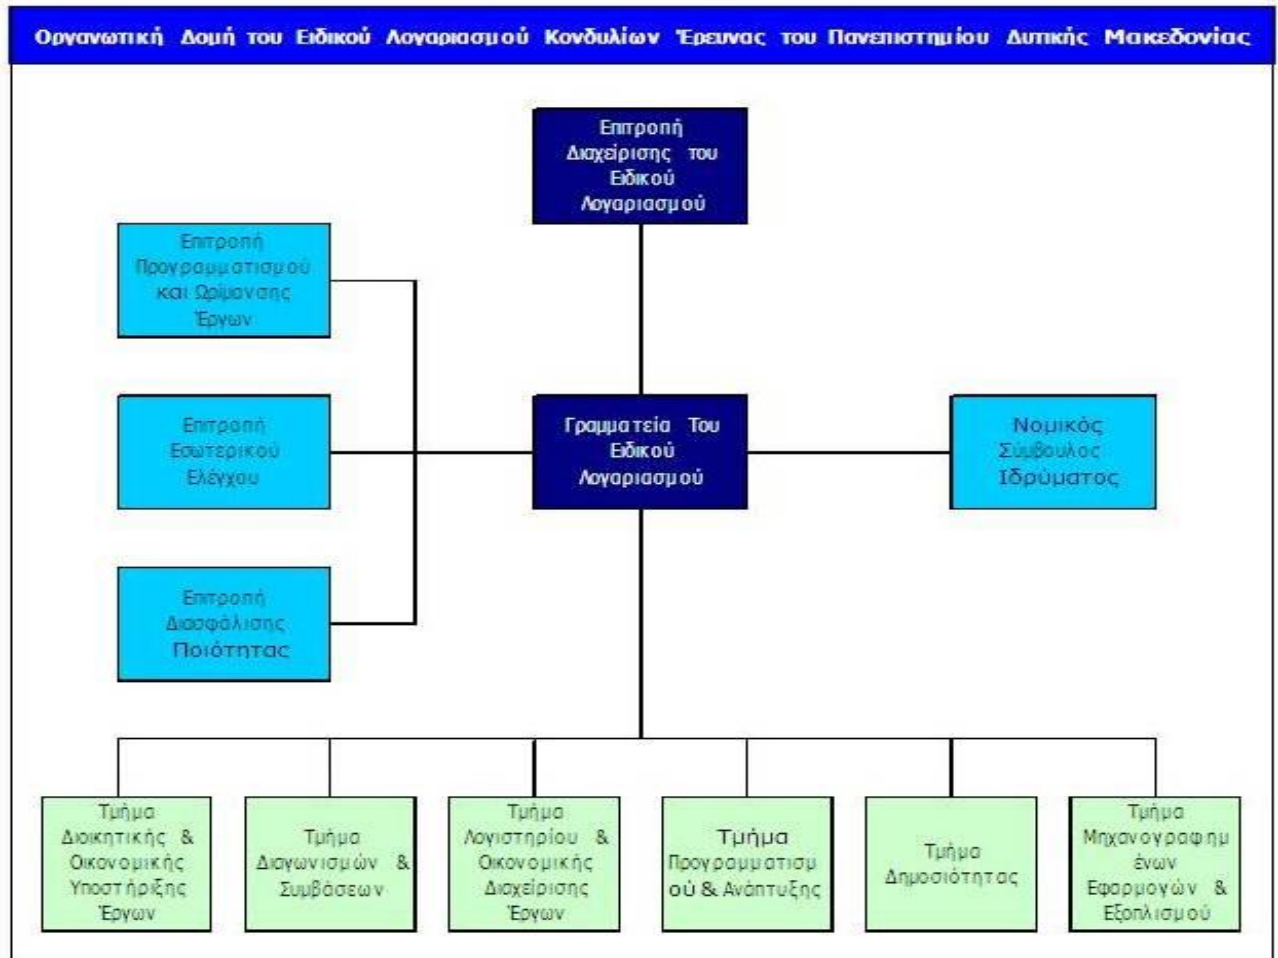 Οργανωτική Δομή του Ειδικού Λογαριασμού Κονδυλίων Έρευνας του Πανεπιστημίου Δυτικής Μακεδονίας
Επιτροπή
Διαχείρισης του
Ειδικού
Λογαριασμού
Επιτροπή
Προγραμματισμού
και Ωρίμανσης
Έργων
Επιτροπή
Εσωτερικού
Ελέγχου
Γραμματεία Του
Ειδικού
Λογαριασμού
Νομικός
Σύμβουλος
Ιδρύματος
Επιτροπή
Διασφάλισης
Ποιότητας
Τμήμα
Διοικητικής &
Οικονομικής
Υποστήριξης
Έργων
Τμήμα
Διαγωνισμών &
Συμβάσεων
Τμήμα
Λογιστηρίου &
Οικονομικής
Διαχείρισης
Έργων
Τμήμα
Προγραμματισμ
ού & Ανάπτυξης
Τμήμα
Δημοσιότητας
Τμήμα
Μηχανογραφημ
ένων
Εφαρμογών &
Εξοπλισμού